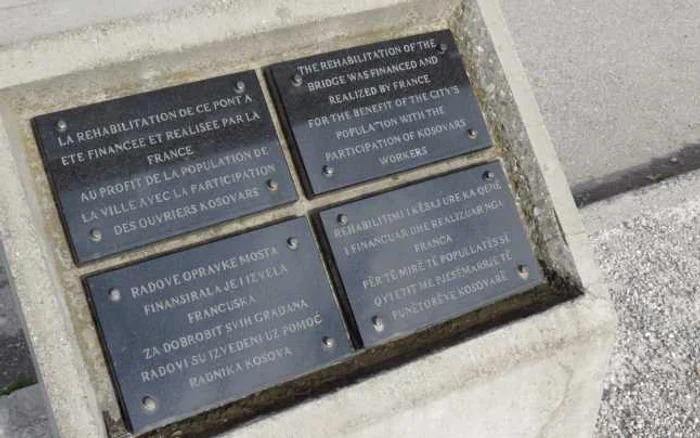 LA REHABILITATION DE CE PONT A
ETE FINANCEE ET REALISEE PAR LA
FRANCE
AU PROFIT DE LA POPULATION DE
LA VILLE AVEC LA PARTICIPATION
DES OUVRIERS KOSOVARS
THE REHABILITATION OF THE
BRIDGE WAS FINANCED AND
REALIZED BY FRANCE
FOR THE BENEFIT OF THE CITY'S
POPULATION WITH THE
PARTICIPATION OF KOSOVARS
WORKERS
RADOVE OPRAVKE MOSTA
FINANSIRALA JE I IZVELA
FRANCUSKA
ZA DOBROBIT SVIH GRAĐANA
RADOVI SU IZVEDENI UZ POMOĆ
RADNIKA KOSOVA
REHABILITIMI I KËSAJ URE KA QENË
I FINANCUAR DHE REALIZUAR NGA
FRANCA
PËR TË MIRË TË POPULLATËS SË
QYTETIT ME PJESËMARRJE TË
PUNËTORËVE KOSOVARË